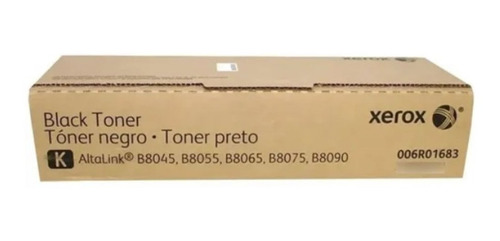 Black Toner
Tóner negro • Toner preto
K AltaLink® B8045, B8055, B8065, B8075, B8090
xerox
006R01683